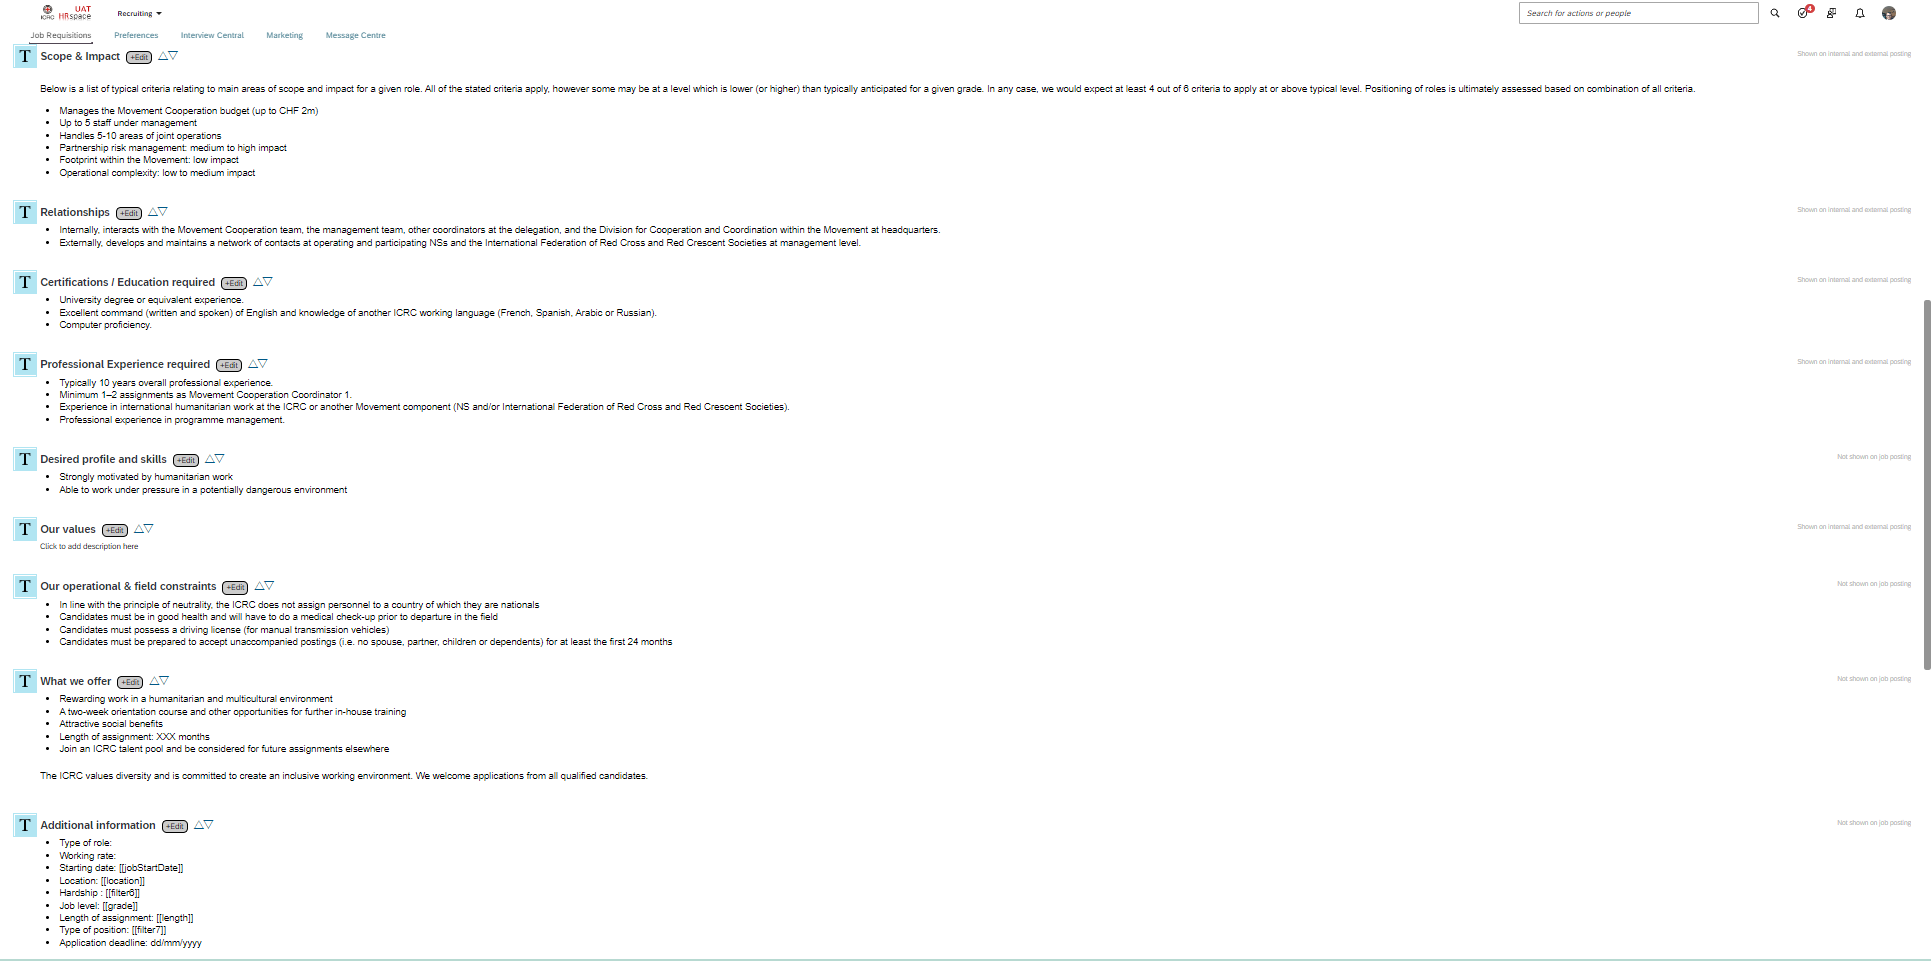 ICRC
UAT
HRspace
Recruiting
Search for actions or people
4
Job Requisitions
Preferences
Interview Central
Marketing
Message Centre
T Scope & Impact +Edit
Shown on internal and external posting
Below is a list of typical criteria relating to main areas of scope and impact for a given role. All of the stated criteria apply, however some may be at a level which is lower (or higher) than typically anticipated for a given grade. In any case, we would expect at least 4 out of 6 criteria to apply at or above typical level. Positioning of roles is ultimately assessed based on combination of all criteria.
• Manages the Movement Cooperation budget (up to CHF 2m)
• Up to 5 staff under management
• Handles 5-10 areas of joint operations
• Partnership risk management: medium to high impact
• Footprint within the Movement: low impact
• Operational complexity: low to medium impact
T Relationships +Edit
Shown on internal and external posting
• Internally, interacts with the Movement Cooperation team, the management team, other coordinators at the delegation, and the Division for Cooperation and Coordination within the Movement at headquarters.
• Externally, develops and maintains a network of contacts at operating and participating NSs and the International Federation of Red Cross and Red Crescent Societies at management level.
T Certifications / Education required +Edit
Shown on internal and external posting
• University degree or equivalent experience.
• Excellent command (written and spoken) of English and knowledge of another ICRC working language (French, Spanish, Arabic or Russian).
• Computer proficiency.
T Professional Experience required +Edit
Shown on internal and external posting
• Typically 10 years overall professional experience.
• Minimum 1–2 assignments as Movement Cooperation Coordinator 1.
• Experience in international humanitarian work at the ICRC or another Movement component (NS and/or International Federation of Red Cross and Red Crescent Societies).
• Professional experience in programme management.
T Desired profile and skills +Edit
Not shown on job posting
• Strongly motivated by humanitarian work
• Able to work under pressure in a potentially dangerous environment
T Our values +Edit
Shown on internal and external posting
Click to add description here
T Our operational & field constraints +Edit
Not shown on job posting
• In line with the principle of neutrality, the ICRC does not assign personnel to a country of which they are nationals
• Candidates must be in good health and will have to do a medical check-up prior to departure in the field
• Candidates must possess a driving license (for manual transmission vehicles)
• Candidates must be prepared to accept unaccompanied postings (i.e. no spouse, partner, children or dependents) for at least the first 24 months
T What we offer +Edit
Not shown on job posting
• Rewarding work in a humanitarian and multicultural environment
• A two-week orientation course and other opportunities for further in-house training
• Attractive social benefits
• Length of assignment: XXX months
• Join an ICRC talent pool and be considered for future assignments elsewhere
The ICRC values diversity and is committed to create an inclusive working environment. We welcome applications from all qualified candidates.
T Additional information +Edit
Not shown on job posting
• Type of role:
• Working rate:
• Starting date: [[jobStartDate]]
• Location: [[location]]
• Hardship : [[filter6]]
• Job level: [[grade]]
• Length of assignment: [[length]]
• Type of position: [[filter7]]
• Application deadline: dd/mm/yyyy